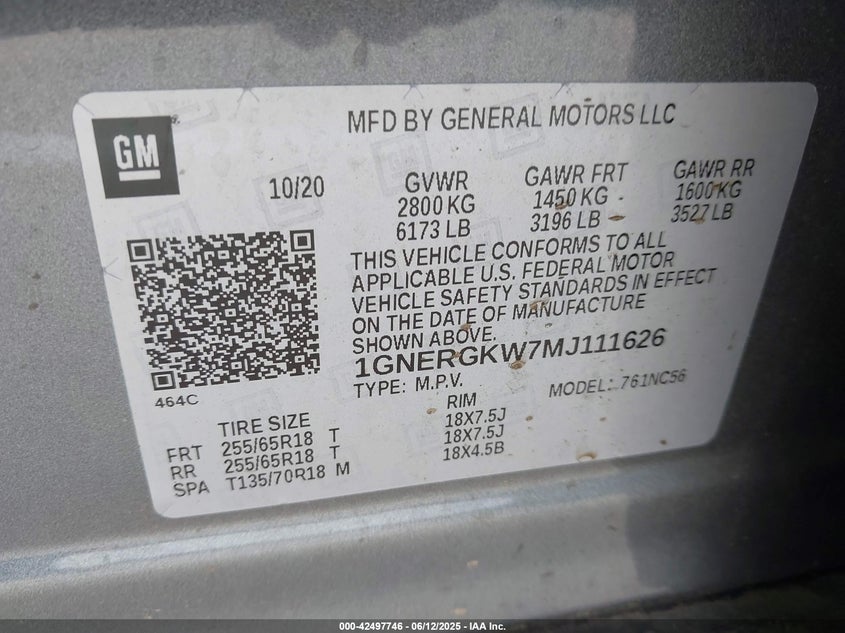 GM
MFD BY GENERAL MOTORS LLC
10/20
GVWR
2800 KG
6173 LB
GAWR FRT
1450 KG
3196 LB
GAWR RR
1600 KG
3527 LB
THIS VEHICLE CONFORMS TO ALL
APPLICABLE U.S. FEDERAL MOTOR
VEHICLE SAFETY STANDARDS IN EFFECT
ON THE DATE OF MANUFACTURE
SHOWN ABOVE.
1GNERGKW7MJ111626
TYPE: M.P.V. MODEL: 761NC56
464C
TIRE SIZE RIM
FRT 255/65R18 T 18X7.5J
RR 255/65R18 T 18X7.5J
SPA T135/70R18 M 18X4.5B
000-42497746 - 06/12/2025 - IAA Inc.